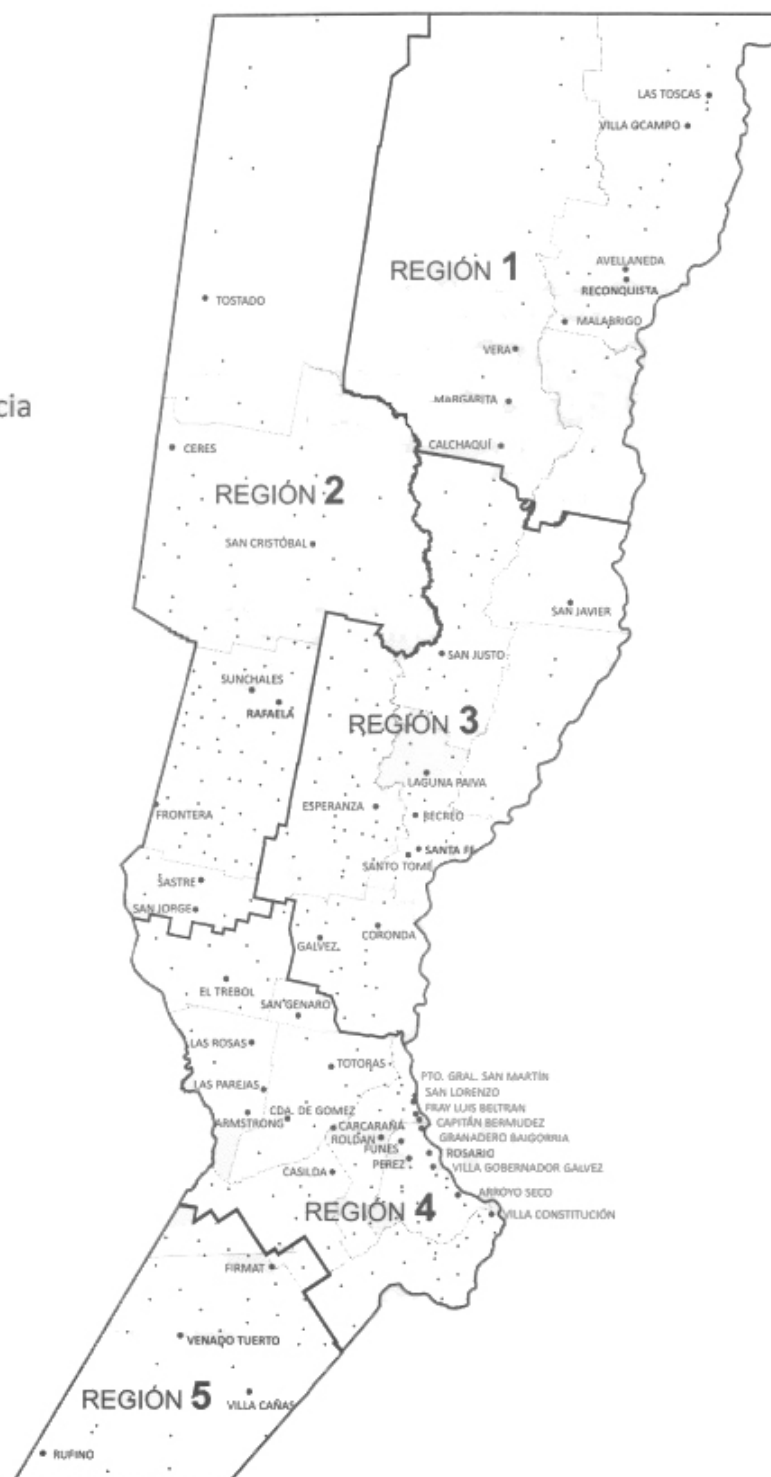 LAS TOSCAS
VILLA OCAMPO
REGIÓN 1
AVELLANEDA
RECONQUISTA
TOSTADO
MALABRIGO
VERA
MARGARITA
cia
CERES
CALCHAQUÍ
REGIÓN 2
SAN CRISTÓBAL
SAN JAVIER
SAN JUSTO
SUNCHALES
RAFAELA
REGIÓN 3
LAGUNA PAIVA
FRONTERA
ESPERANZA
RECREO
SANTA FE
SANTO TOMÉ
SASTRE
SAN JORGE
GALVEZ
CORONDA
EL TREBOL
SAN GENARO
LAS ROSAS
TOTORAS
PTO. GRAL. SAN MARTÍN
LAS PAREJAS
SAN LORENZO
FRAY LUIS BELTRAN
CDA. DE GOMEZ
ARMSTRONG
CARCARAÑA
CAPITÁN BERMUDEZ
ROLDAN
GRANADERO BAIGORRIA
FUNES
ROSARIO
PEREZ
VILLA GOBERNADOR GALVEZ
CASILDA
ARROYO SECO
REGIÓN 4
VILLA CONSTITUCIÓN
FIRMAT
VENADO TUERTO
REGIÓN 5
VILLA CAÑAS
RUFINO